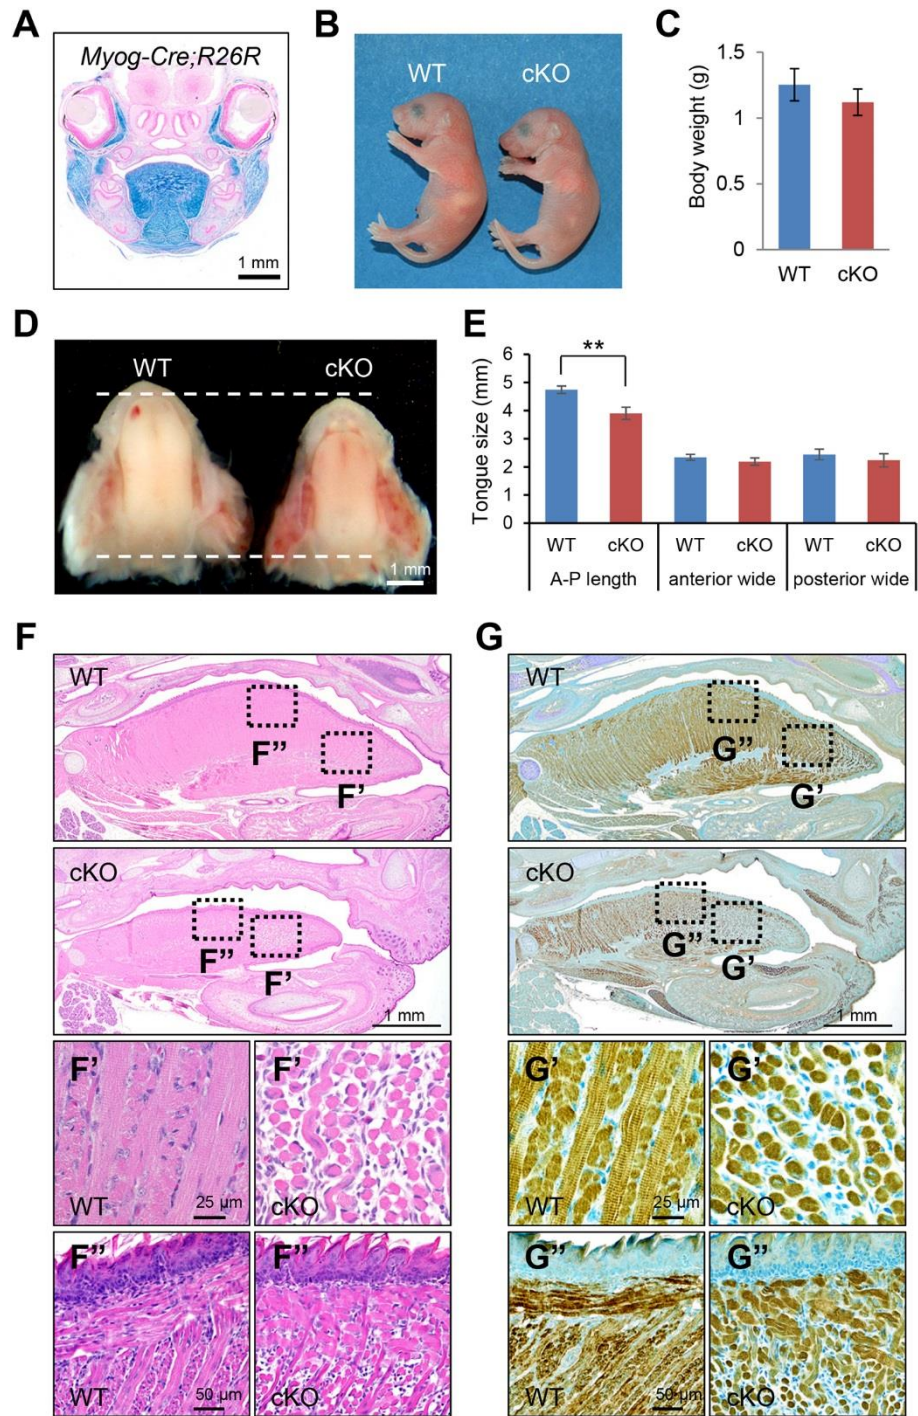 A
Myog-Cre;R26R
1 mm
B
WT
cKO
C
Body weight (g)
1.5
1
0.5
0
WT cKO
D
WT
cKO
1 mm
E
Tongue size (mm)
**
6
5
4
3
2
1
0
WT cKO WT cKO WT cKO
A-P length anterior wide posterior wide
F
WT
F”
F’
cKO
F”
F’
1 mm
F’
WT
25 µm
F’
cKO
F”
WT
50 µm
F”
cKO
G
WT
G”
G’
cKO
G”
G’
1 mm
G’
WT
25 µm
G’
cKO
G”
WT
50 µm
G”
cKO